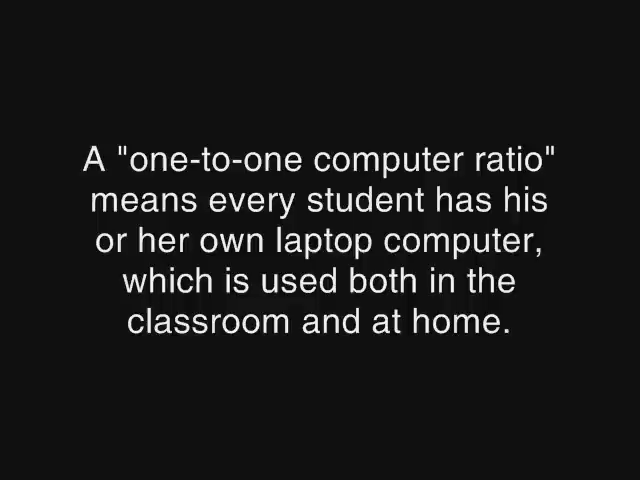 A "one-to-one computer ratio"
means every student has his
or her own laptop computer,
which is used both in the
classroom and at home.